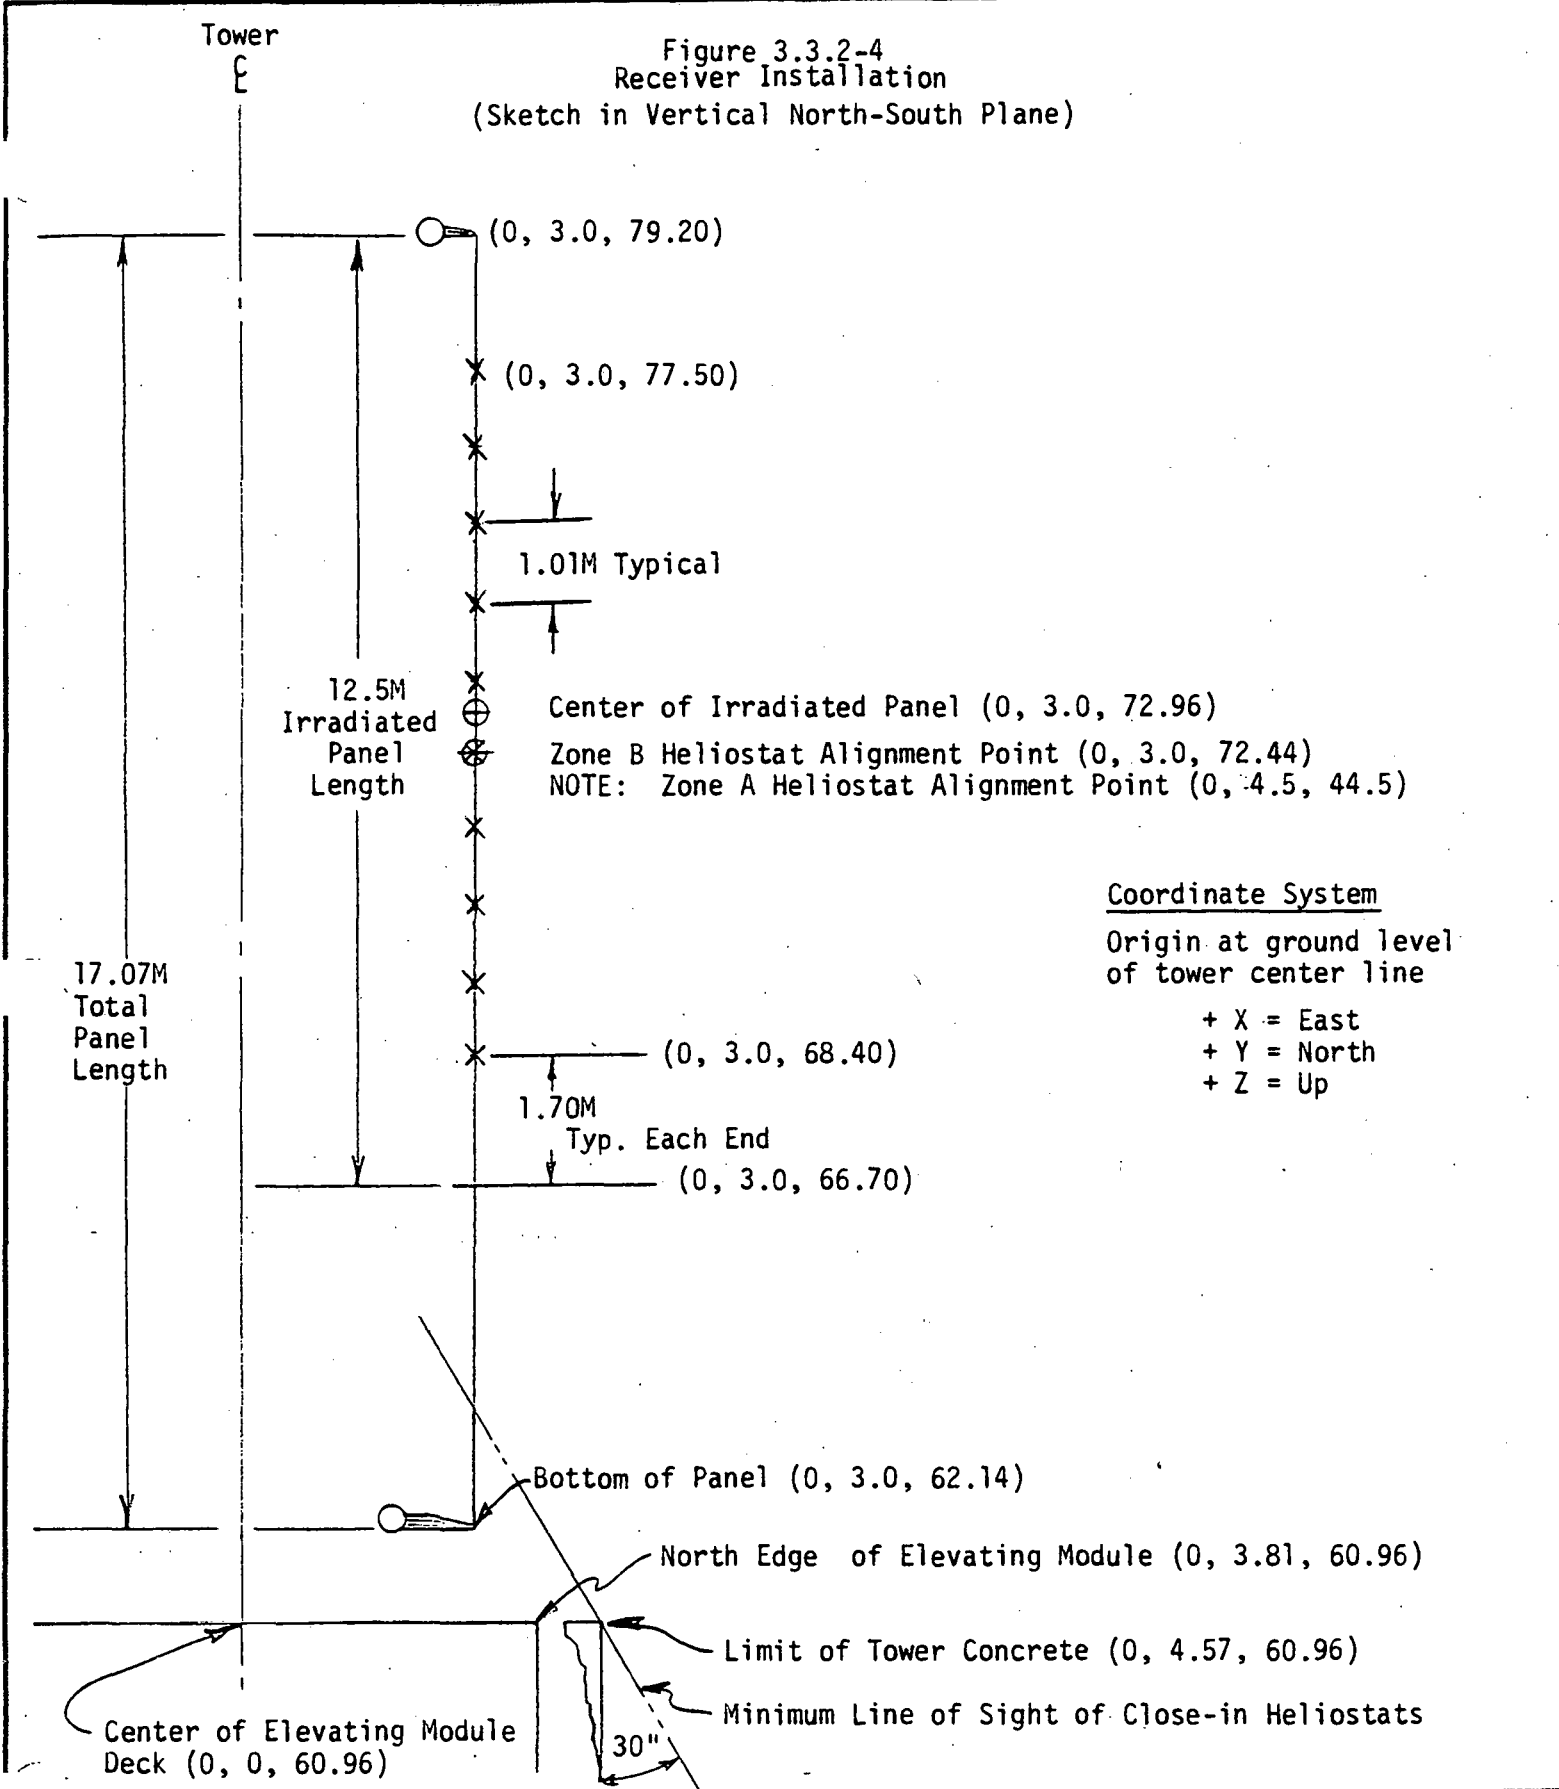 Tower
℄
Figure 3.3.2-4
Receiver Installation
(Sketch in Vertical North-South Plane)
(0, 3.0, 79.20)
(0, 3.0, 77.50)
1.01M Typical
12.5M
Irradiated
Panel
Length
Center of Irradiated Panel (0, 3.0, 72.96)
Zone B Heliostat Alignment Point (0, 3.0, 72.44)
NOTE: Zone A Heliostat Alignment Point (0, 4.5, 44.5)
Coordinate System
Origin at ground level
of tower center line
+ X = East
+ Y = North
+ Z = Up
17.07M
Total
Panel
Length
(0, 3.0, 68.40)
1.70M
Typ. Each End
(0, 3.0, 66.70)
Bottom of Panel (0, 3.0, 62.14)
North Edge of Elevating Module (0, 3.81, 60.96)
Limit of Tower Concrete (0, 4.57, 60.96)
Minimum Line of Sight of Close-in Heliostats
30"
Center of Elevating Module
Deck (0, 0, 60.96)